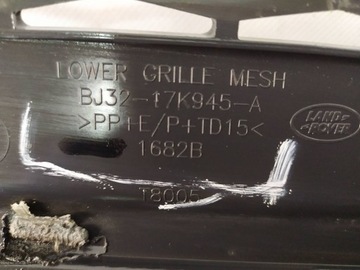 LOWER GRILLE MESH
BJ32-17K945-A
>PP+E/P+TD15<
LAND-
ROVER
1682B
18005